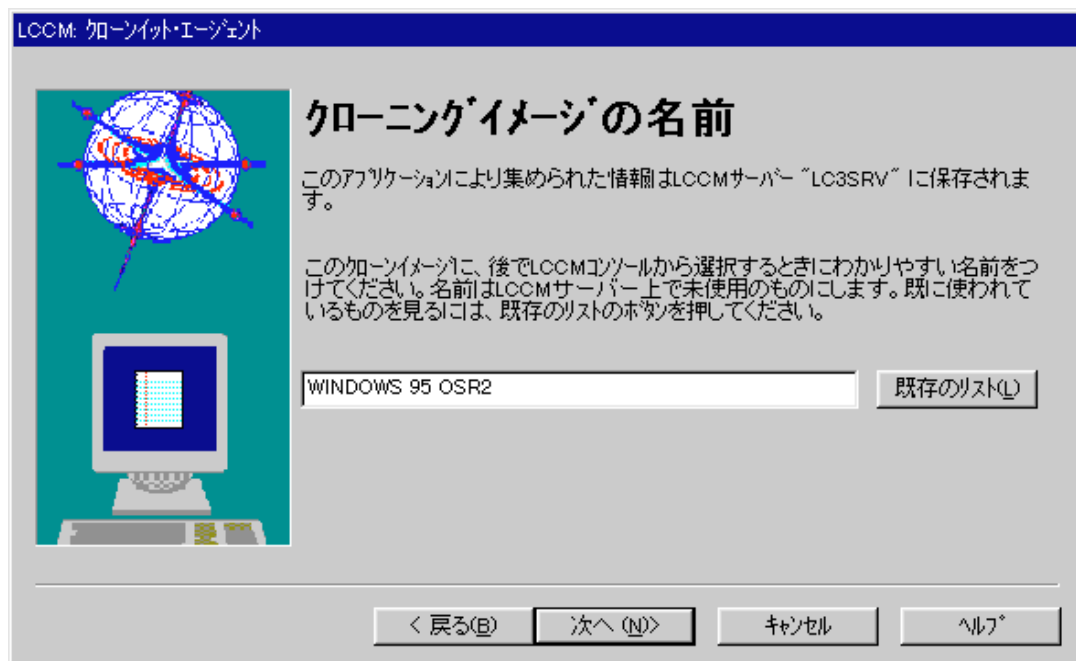 LCCM: クローンイット・エージェント
クローニングイメージの名前
このアプリケーションにより集められた情報はLCCMサーバー "LC3SRV" に保存されま
す。
このクローンイメージに、後でLCCMコンソールから選択するときにわかりやすい名前をつ
けてください。名前はLCCMサーバー上で未使用のものにします。既に使われて
いるものを見るには、既存のリストのボタンを押してください。
WINDOWS 95 OSR2
既存のリスト(L)
< 戻る(B)
次へ (N)>
キャンセル
ヘルプ